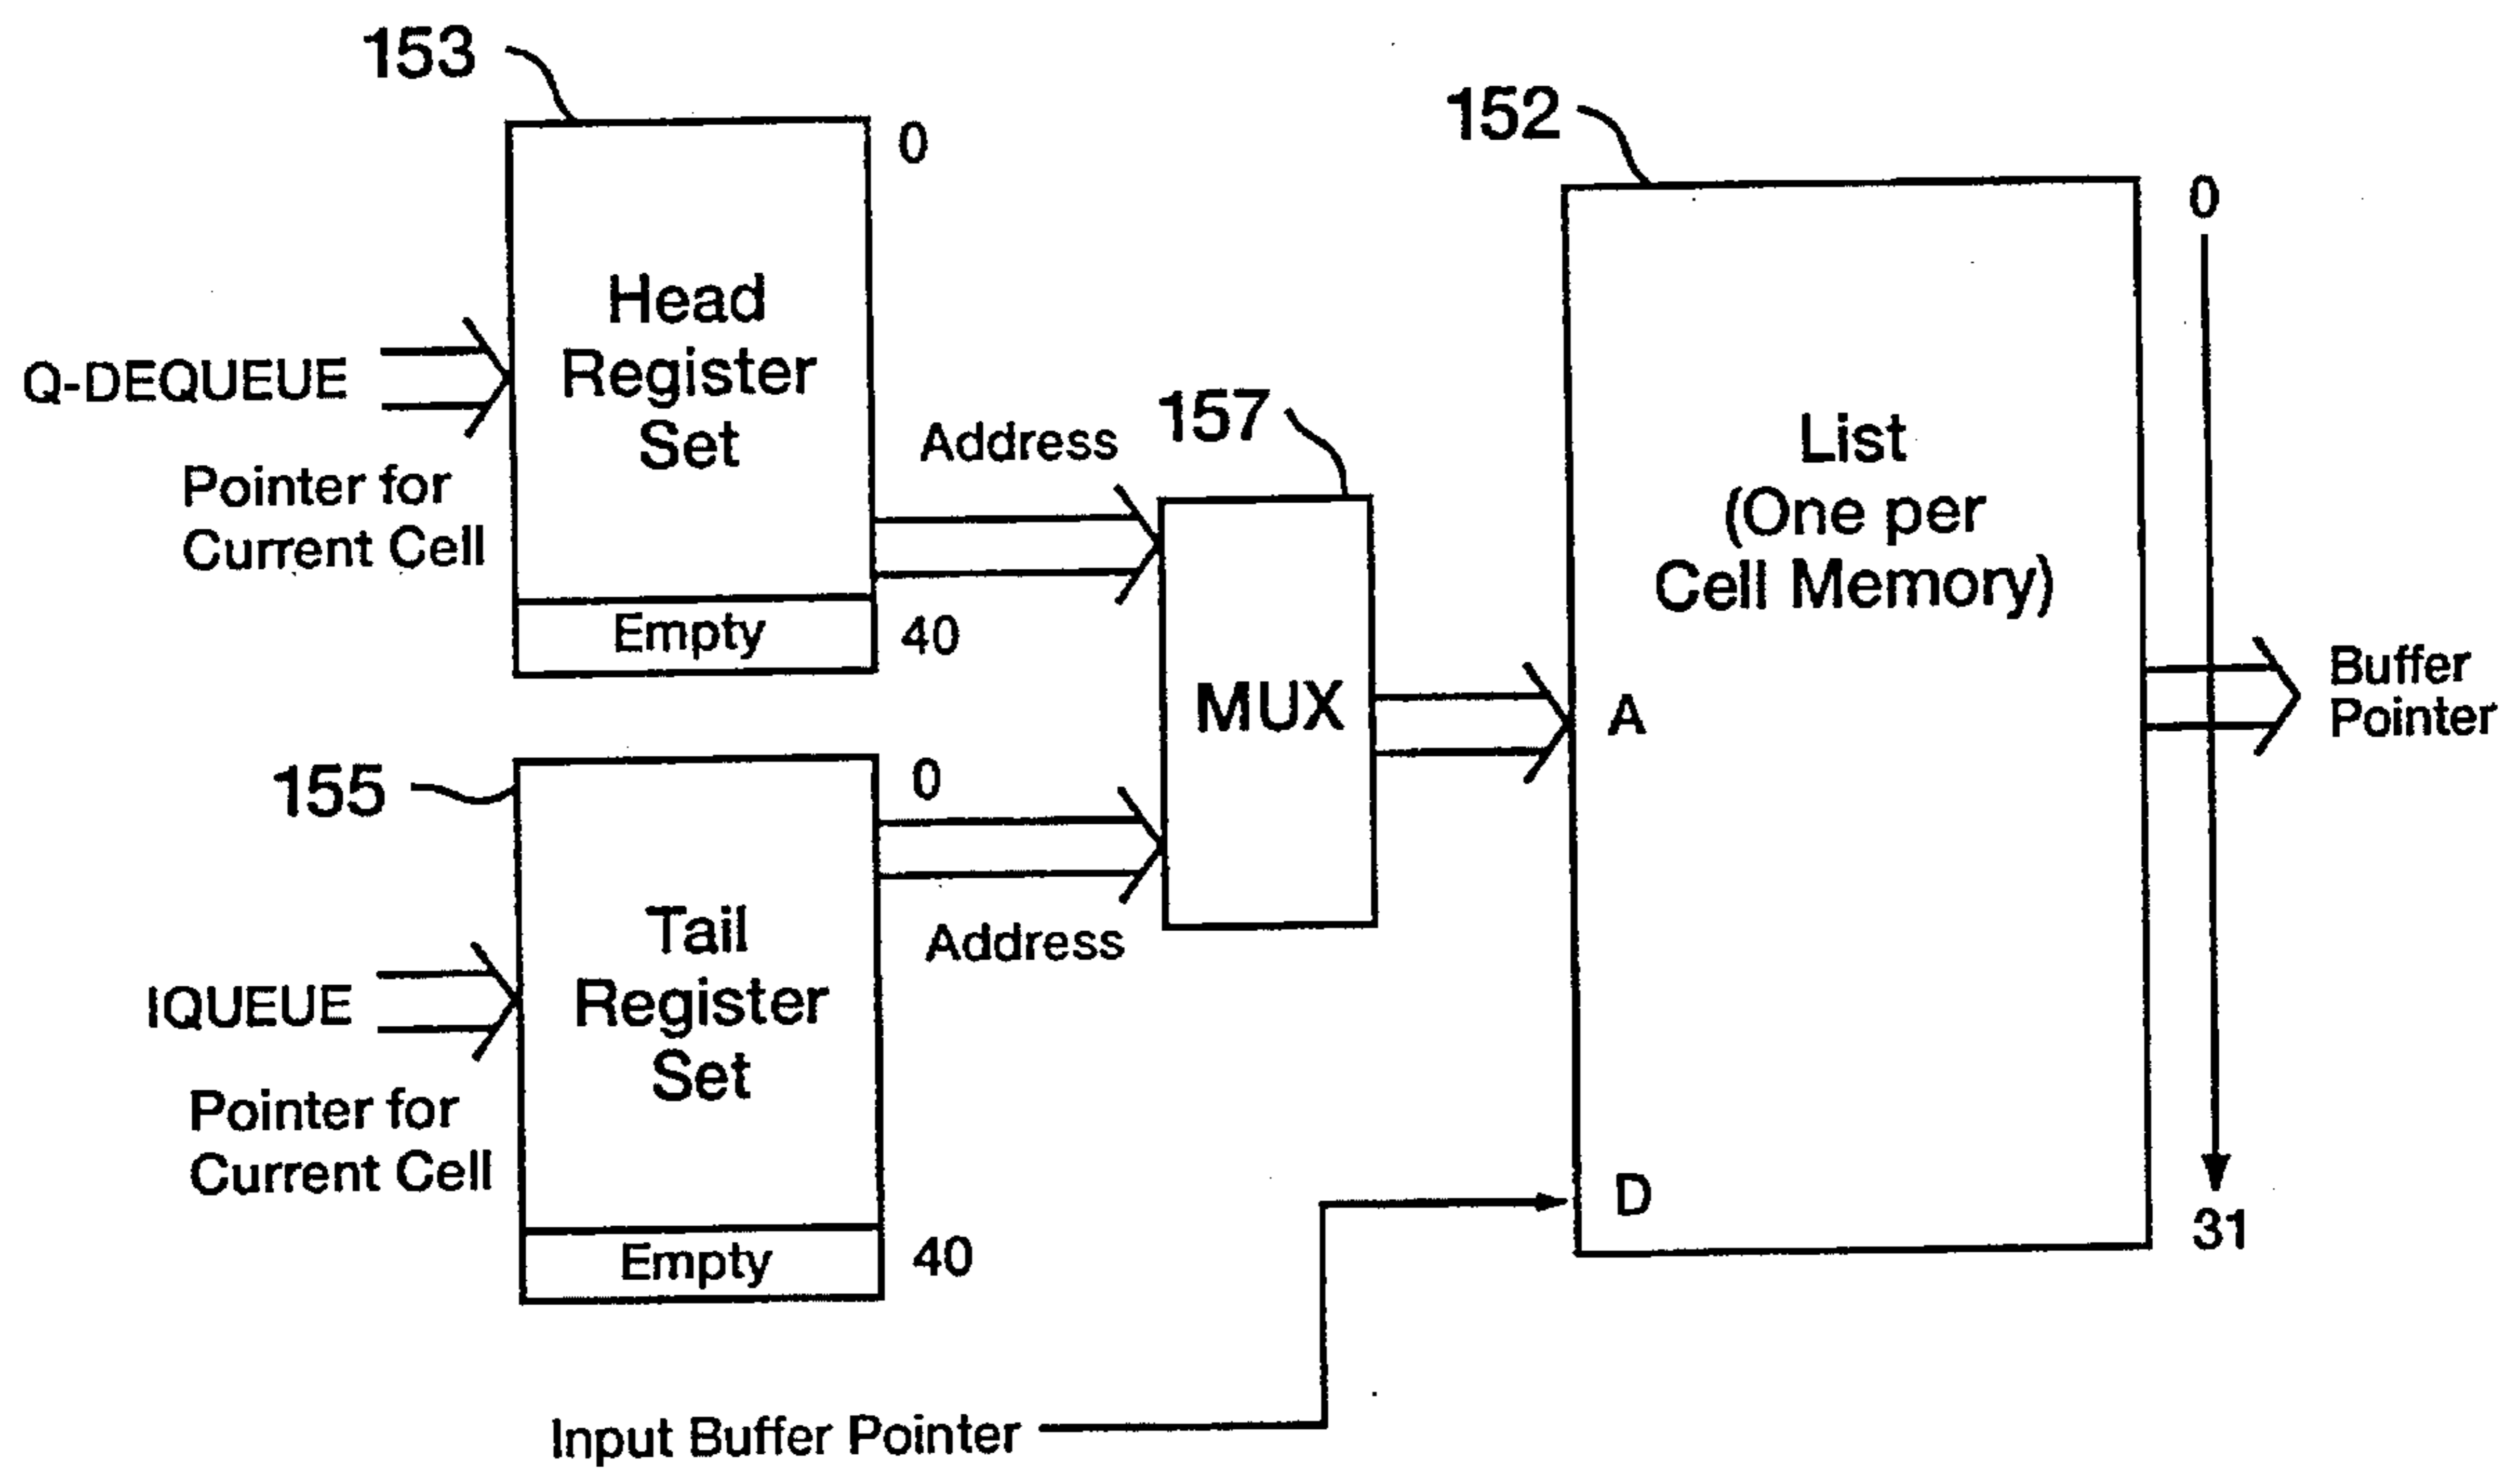 153
0
Head
Register
Set
Q-DEQUEUE
Pointer for
Current Cell
Empty
40
Address
157
MUX
152
0
List
(One per
Cell Memory)
A
Buffer
Pointer
155
0
Address
Tail
Register
Set
IQUEUE
Pointer for
Current Cell
Empty
40
D
31
Input Buffer Pointer